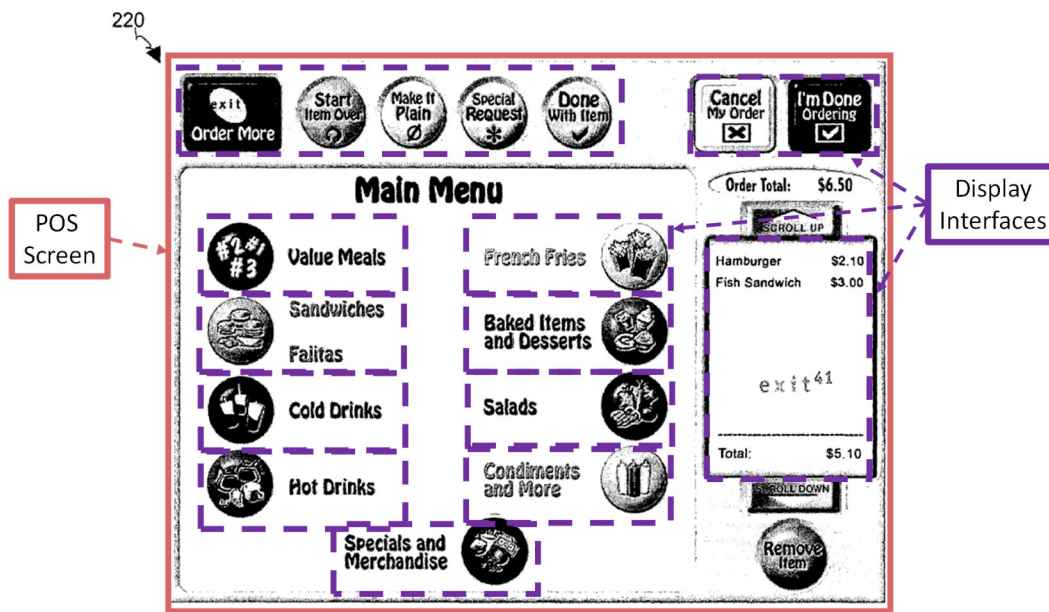 220
exit
Order More
Start
Item Over
Make It
Plain
Special
Request
Done
With Item
Cancel
My Order
I'm Done
Ordering
Main Menu
Order Total: $6.50
SCROLL UP
Display
Interfaces
POS
Screen
#2 #1
#3
Value Meals
French Fries
Hamburger $2.10
Fish Sandwich $3.00
Sandwiches
Fajitas
Baked Items
and Desserts
exit41
Cold Drinks
Salads
Total: $5.10
Hot Drinks
Condiments
and More
SCROLL DOWN
Specials and
Merchandise
Remove
Item